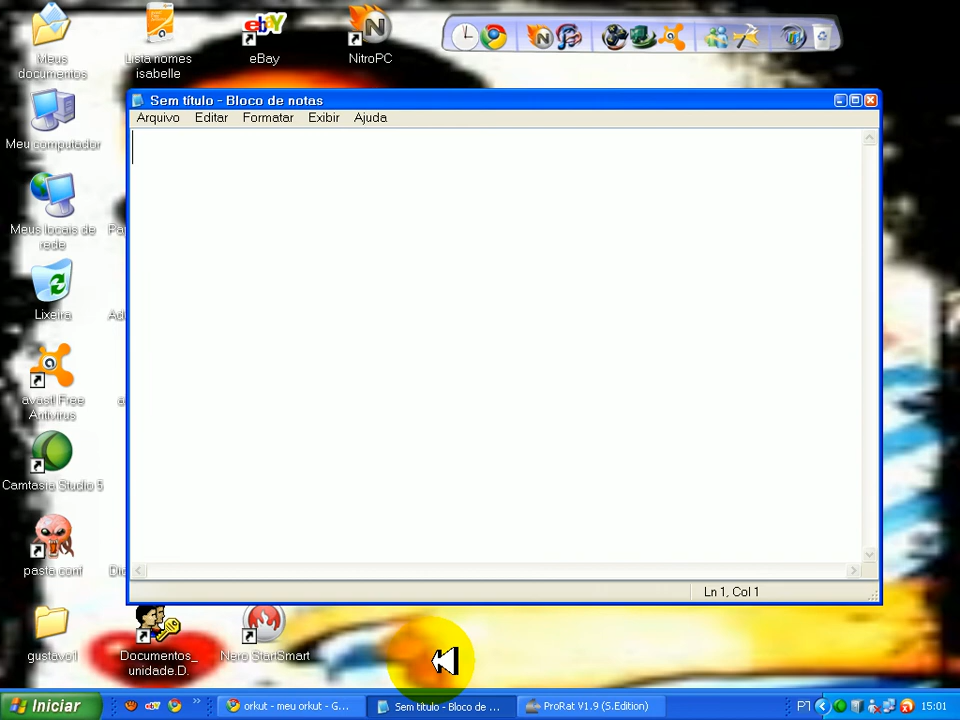 Meus
documentos
Lista nomes
isabelle
eBay
NitroPC
Meu computador
Meus locais de
rede
Lixeira
avast! Free
Antivirus
Camtasia Studio 5
pasta conf
gustavo1
Documentos_
unidade.D.
Nero StartSmart
Sem título - Bloco de notas
Arquivo Editar Formatar Exibir Ajuda
Ln 1, Col 1
Iniciar
orkut - meu orkut - G...
Sem título - Bloco de ...
ProRat V1.9 (S.Edition)
15:01